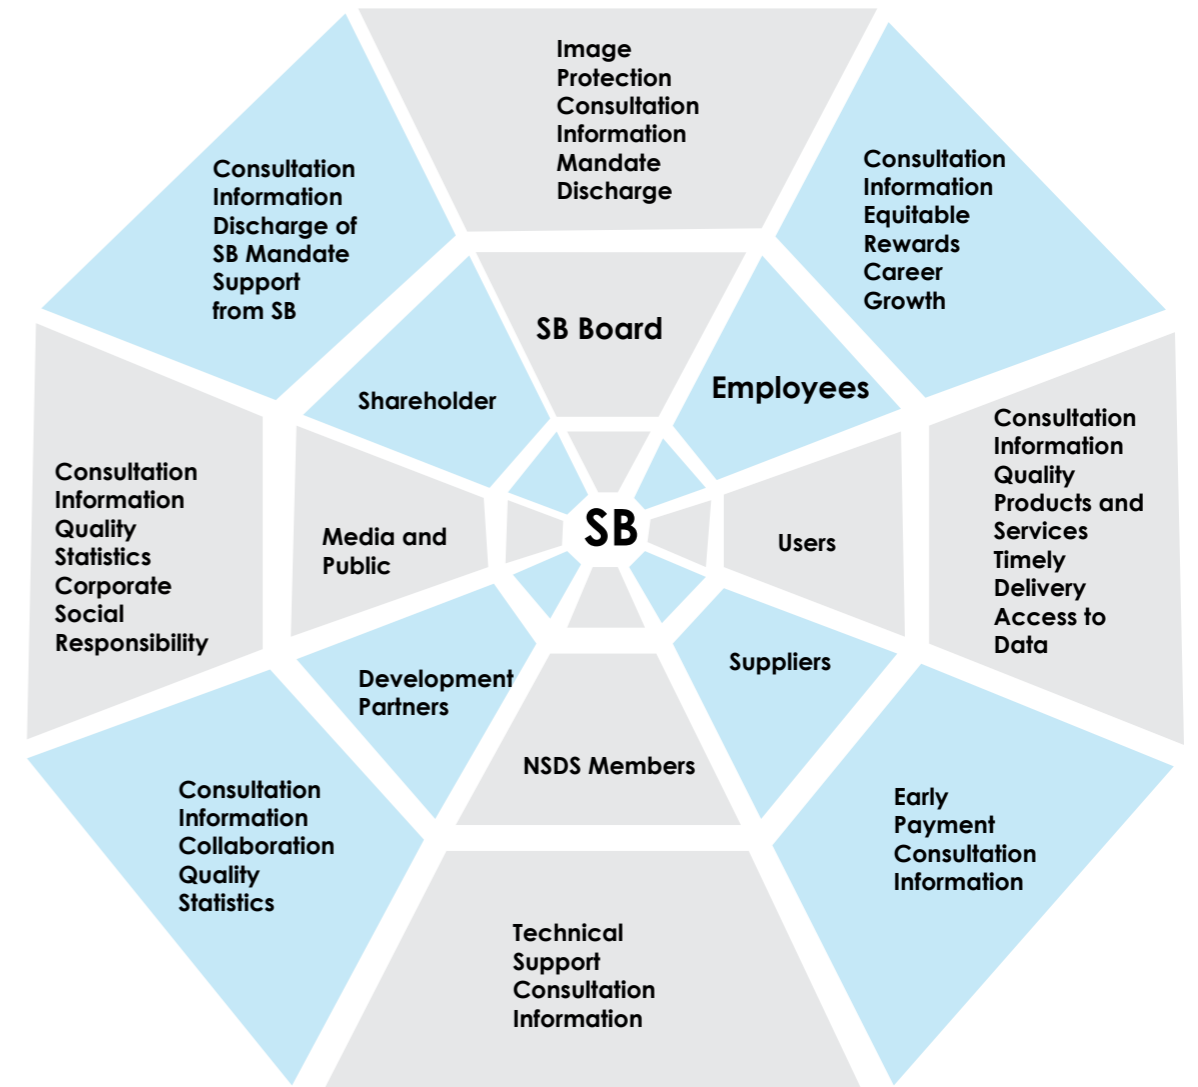 Image
Protection
Consultation
Information
Mandate
Discharge
Consultation
Information
Equitable
Rewards
Career
Growth
Consultation
Information
Discharge of
SB Mandate
Support
from SB
SB Board
Employees
Shareholder
Consultation
Information
Quality
Products and
Services
Timely
Delivery
Access to
Data
Consultation
Information
Quality
Statistics
Corporate
Social
Responsibility
Media and
Public
SB
Users
Development
Partners
Suppliers
NSDS Members
Consultation
Information
Collaboration
Quality
Statistics
Early
Payment
Consultation
Information
Technical
Support
Consultation
Information